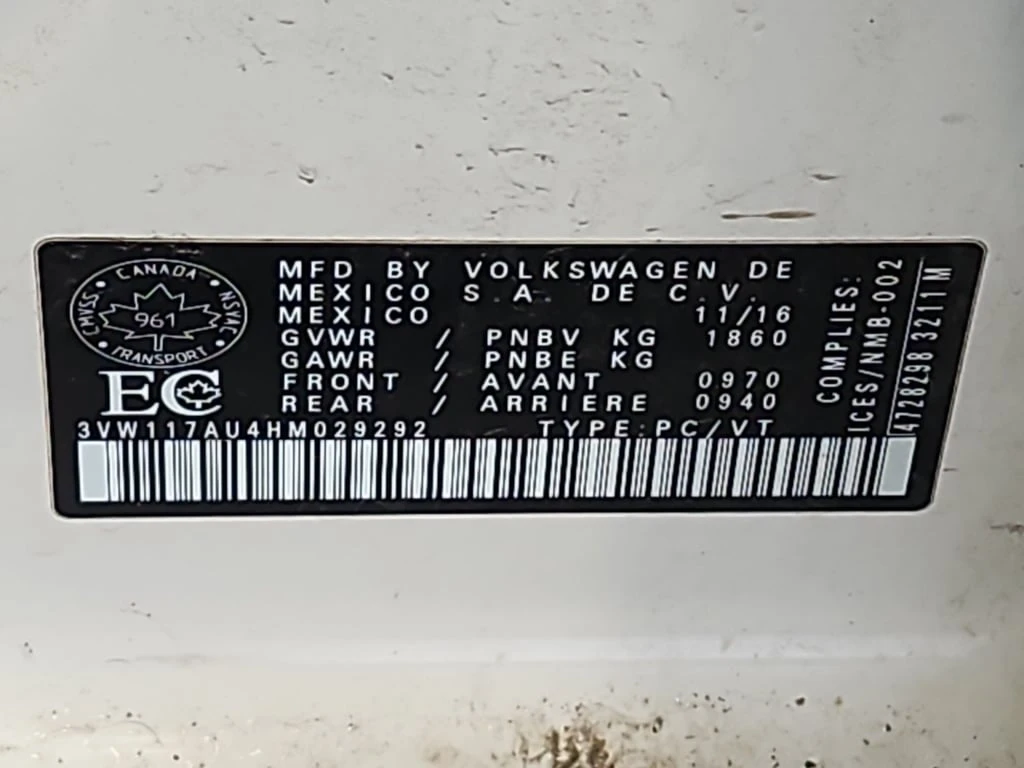 CANADA
CMVSS · NSVAC
961
TRANSPORT
EC
MFD BY VOLKSWAGEN DE
MEXICO S.A. DE C.V.
MEXICO 11/16
GVWR / PNBV KG 1860
GAWR / PNBE KG
FRONT / AVANT 0970
REAR / ARRIERE 0940
3VW117AU4HM029292 TYPE:PC/VT
COMPLIES:
ICES/NMB-002
4728298 3211M